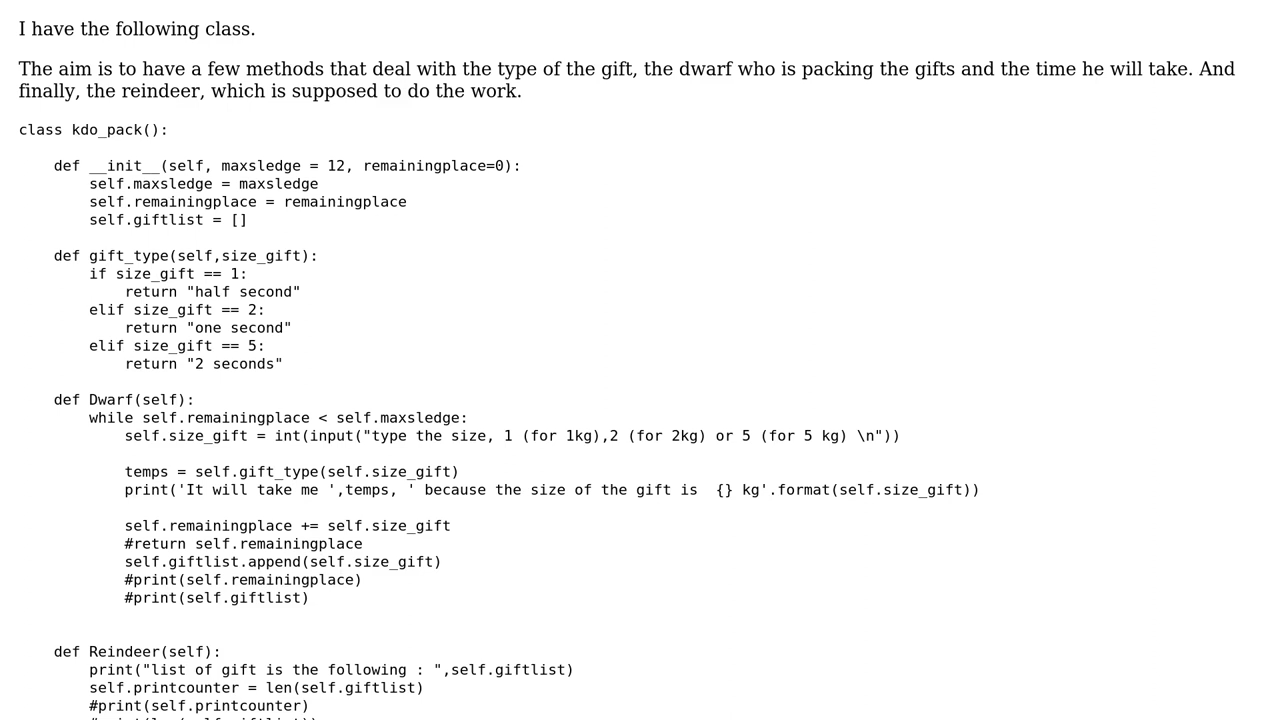 I have the following class.
The aim is to have a few methods that deal with the type of the gift, the dwarf who is packing the gifts and the time he will take. And
finally, the reindeer, which is supposed to do the work.
class kdo_pack():
    def __init__(self, maxsledge = 12, remainingplace=0):
        self.maxsledge = maxsledge
        self.remainingplace = remainingplace
        self.giftlist = []
    def gift_type(self,size_gift):
        if size_gift == 1:
            return "half second"
        elif size_gift == 2:
            return "one second"
        elif size_gift == 5:
            return "2 seconds"
    def Dwarf(self):
        while self.remainingplace < self.maxsledge:
            self.size_gift = int(input("type the size, 1 (for 1kg),2 (for 2kg) or 5 (for 5 kg) \n"))
            temps = self.gift_type(self.size_gift)
            print('It will take me ',temps, ' because the size of the gift is  {} kg'.format(self.size_gift))
            self.remainingplace += self.size_gift
            #return self.remainingplace
            self.giftlist.append(self.size_gift)
            #print(self.remainingplace)
            #print(self.giftlist)
    def Reindeer(self):
        print("list of gift is the following : ",self.giftlist)
        self.printcounter = len(self.giftlist)
        #print(self.printcounter)